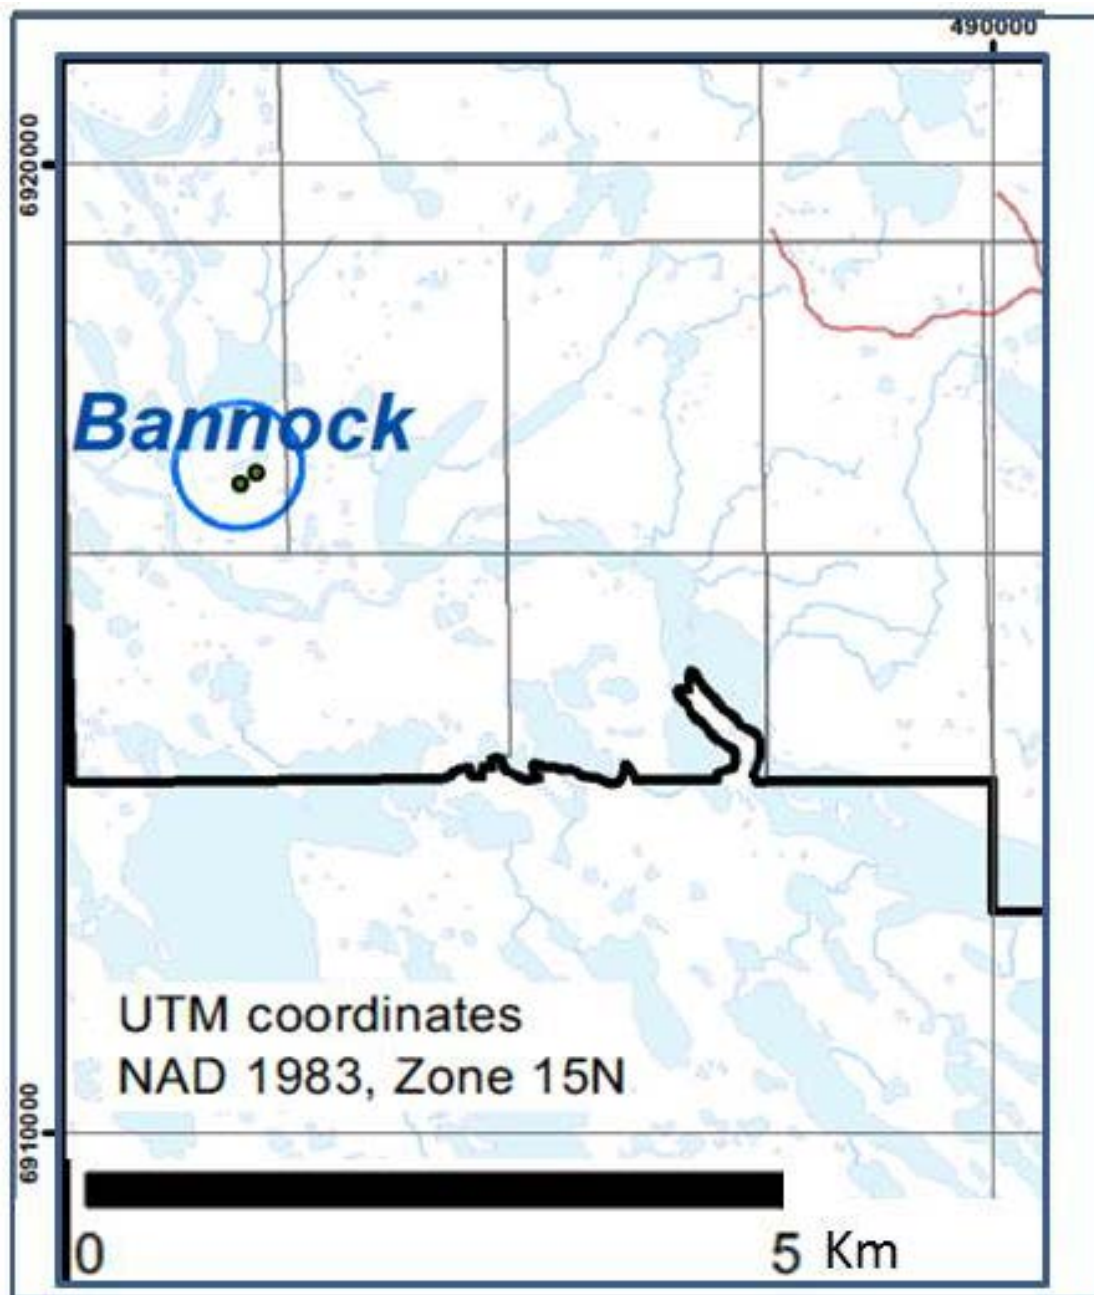 490000
6920000
Bannock
UTM coordinates
NAD 1983, Zone 15N
6910000
0 5 Km